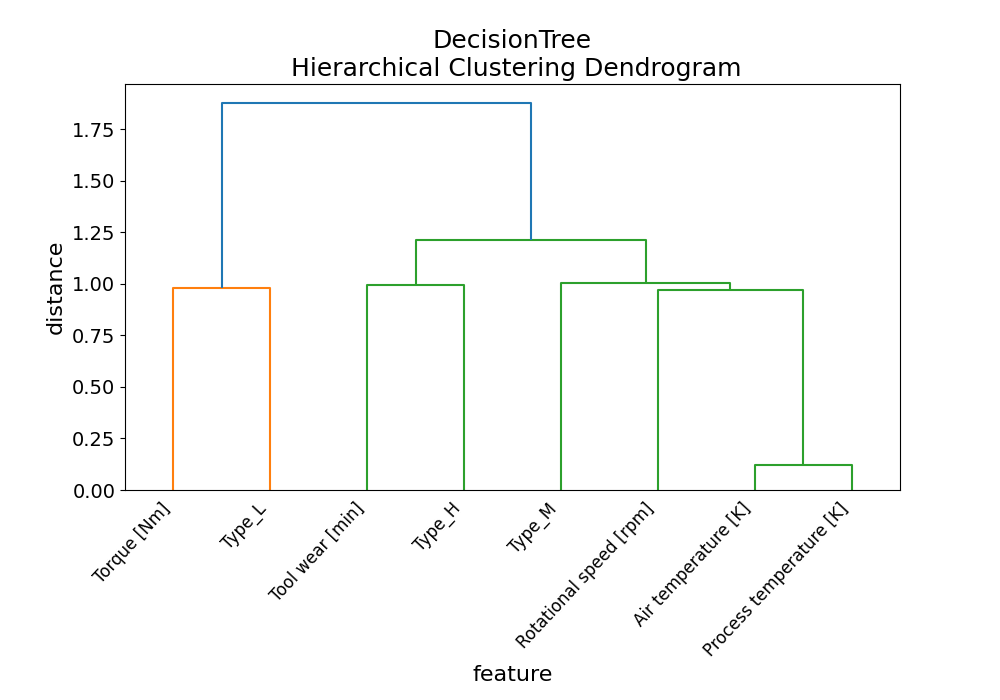 DecisionTree
Hierarchical Clustering Dendrogram
distance
1.75
1.50
1.25
1.00
0.75
0.50
0.25
0.00
Torque [Nm]
Type_L
Tool wear [min]
Type_H
Type_M
Rotational speed [rpm]
Air temperature [K]
Process temperature [K]
feature